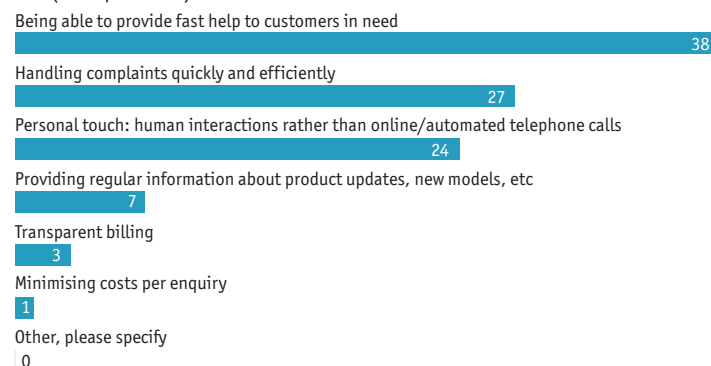 Being able to provide fast help to customers in need
38
Handling complaints quickly and efficiently
27
Personal touch: human interactions rather than online/automated telephone calls
24
Providing regular information about product updates, new models, etc
7
Transparent billing
3
Minimising costs per enquiry
1
Other, please specify
0